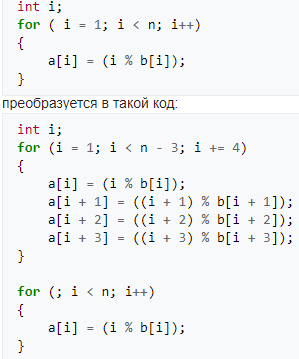 int i;
for ( i = 1; i < n; i++)
{
    a[i] = (i % b[i]);
}
преобразуется в такой код:
int i;
for (i = 1; i < n - 3; i += 4)
{
    a[i] = (i % b[i]);
    a[i + 1] = ((i + 1) % b[i + 1]);
    a[i + 2] = ((i + 2) % b[i + 2]);
    a[i + 3] = ((i + 3) % b[i + 3]);
}

for (; i < n; i++)
{
    a[i] = (i % b[i]);
}